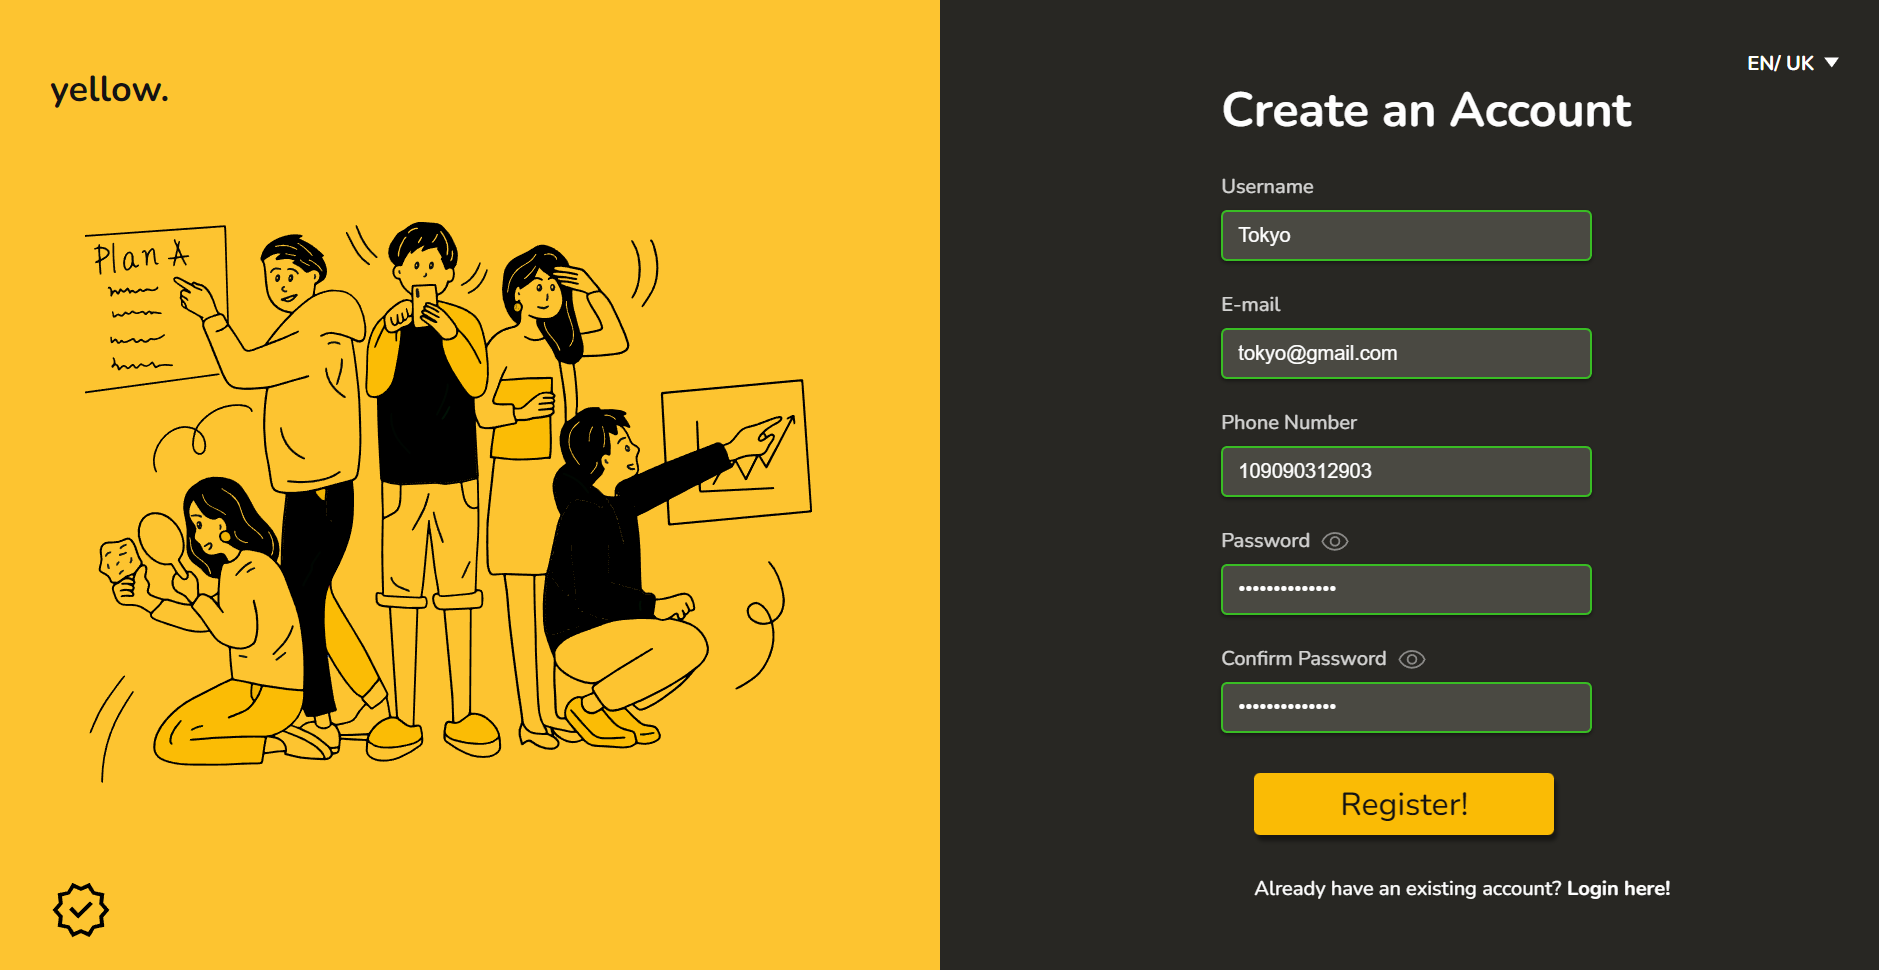 yellow.
Plan A
EN/ UK
Create an Account
Username
Tokyo
E-mail
tokyo@gmail.com
Phone Number
109090312903
Password
••••••••••••••
Confirm Password
••••••••••••••
Register!
Already have an existing account? Login here!